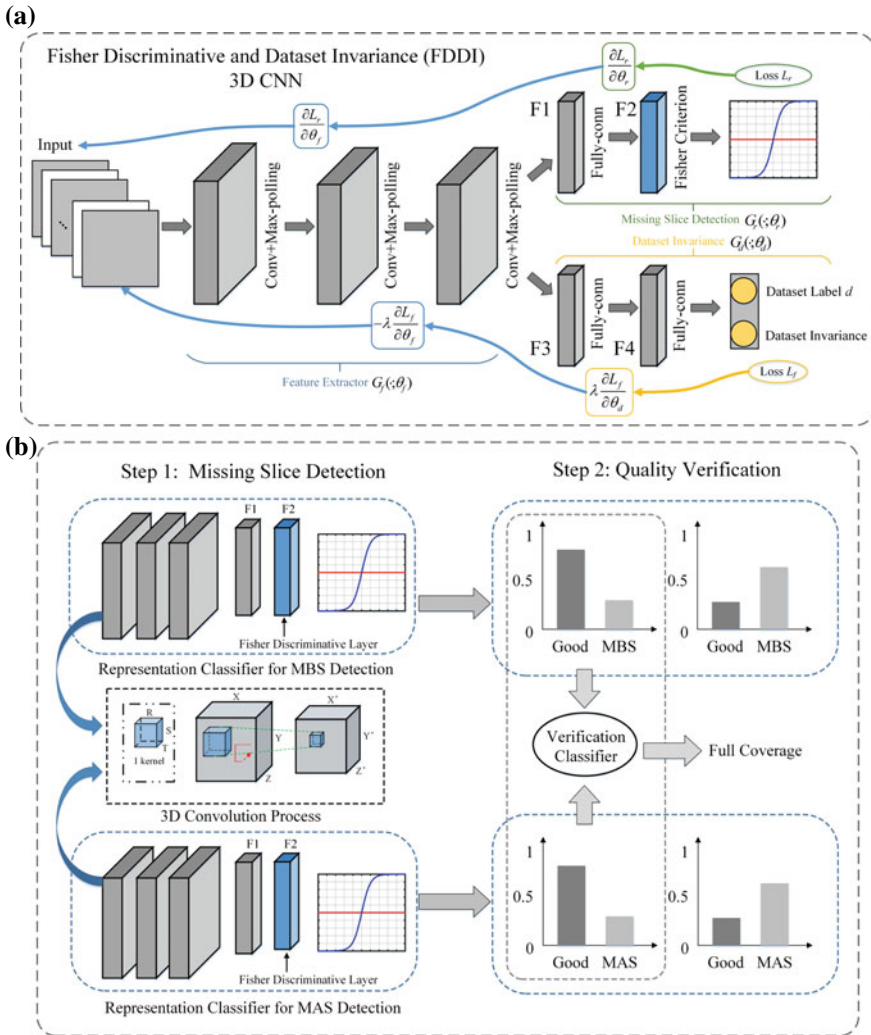 (a)
Fisher Discriminative and Dataset Invariance (FDDI)
3D CNN
∂L_r/∂θ_r
Loss L_r
∂L_r/∂θ_f
Input
F1
F2
Conv+Max-polling
Conv+Max-polling
Conv+Max-polling
Fully-conn
Fisher Criterion
Missing Slice Detection G_r(·;θ_r)
Dataset Invariance G_d(·;θ_d)
F3
Fully-conn
F4
Fully-conn
Dataset Label d
Dataset Invariance
-λ ∂L_f/∂θ_f
Feature Extractor G_f(·;θ_f)
λ ∂L_f/∂θ_d
Loss L_f
(b)
Step 1: Missing Slice Detection
Step 2: Quality Verification
F1
F2
Fisher Discriminative Layer
Representation Classifier for MBS Detection
1
0.5
0
Good MBS
1
0.5
0
Good MBS
R
S
T
1 kernel
X
Y
Z
X'
Y'
Z'
3D Convolution Process
Verification
Classifier
Full Coverage
F1
F2
Fisher Discriminative Layer
Representation Classifier for MAS Detection
1
0.5
0
Good MAS
1
0.5
0
Good MAS